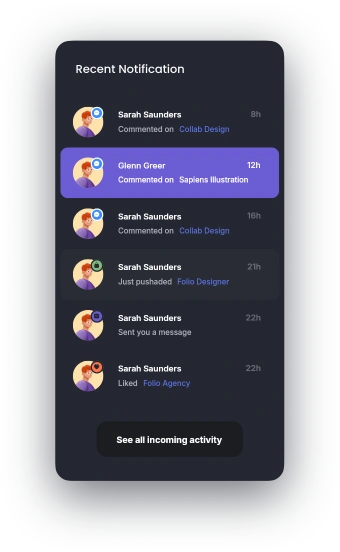 Recent Notification
Sarah Saunders 8h
Commented on Collab Design
Glenn Greer 12h
Commented on Sapiens Illustration
Sarah Saunders 16h
Commented on Collab Design
Sarah Saunders 21h
Just pushaded Folio Designer
Sarah Saunders 22h
Sent you a message
Sarah Saunders 22h
Liked Folio Agency
See all incoming activity